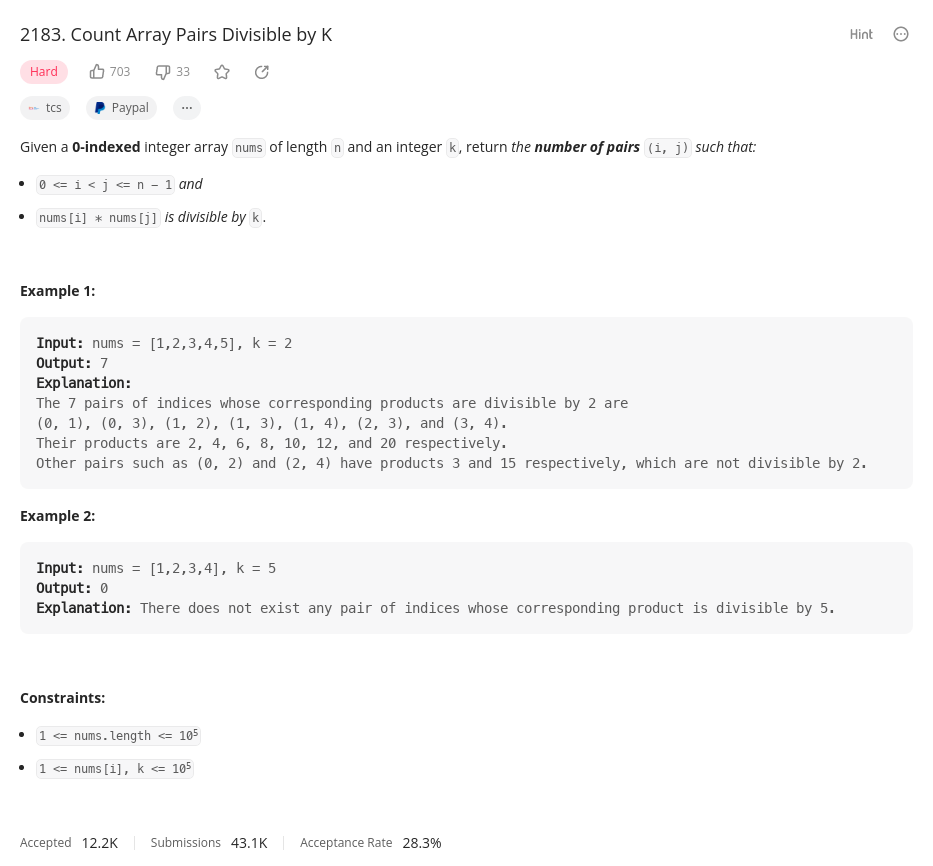 2183. Count Array Pairs Divisible by K
Hint
Hard 703 33
tcs Paypal ...
Given a 0-indexed integer array nums of length n and an integer k, return the number of pairs (i, j) such that:
• 0 <= i < j <= n - 1 and
• nums[i] * nums[j] is divisible by k.
Example 1:
Input: nums = [1,2,3,4,5], k = 2
Output: 7
Explanation:
The 7 pairs of indices whose corresponding products are divisible by 2 are
(0, 1), (0, 3), (1, 2), (1, 3), (1, 4), (2, 3), and (3, 4).
Their products are 2, 4, 6, 8, 10, 12, and 20 respectively.
Other pairs such as (0, 2) and (2, 4) have products 3 and 15 respectively, which are not divisible by 2.
Example 2:
Input: nums = [1,2,3,4], k = 5
Output: 0
Explanation: There does not exist any pair of indices whose corresponding product is divisible by 5.
Constraints:
• 1 <= nums.length <= 10⁵
• 1 <= nums[i], k <= 10⁵
Accepted 12.2K Submissions 43.1K Acceptance Rate 28.3%